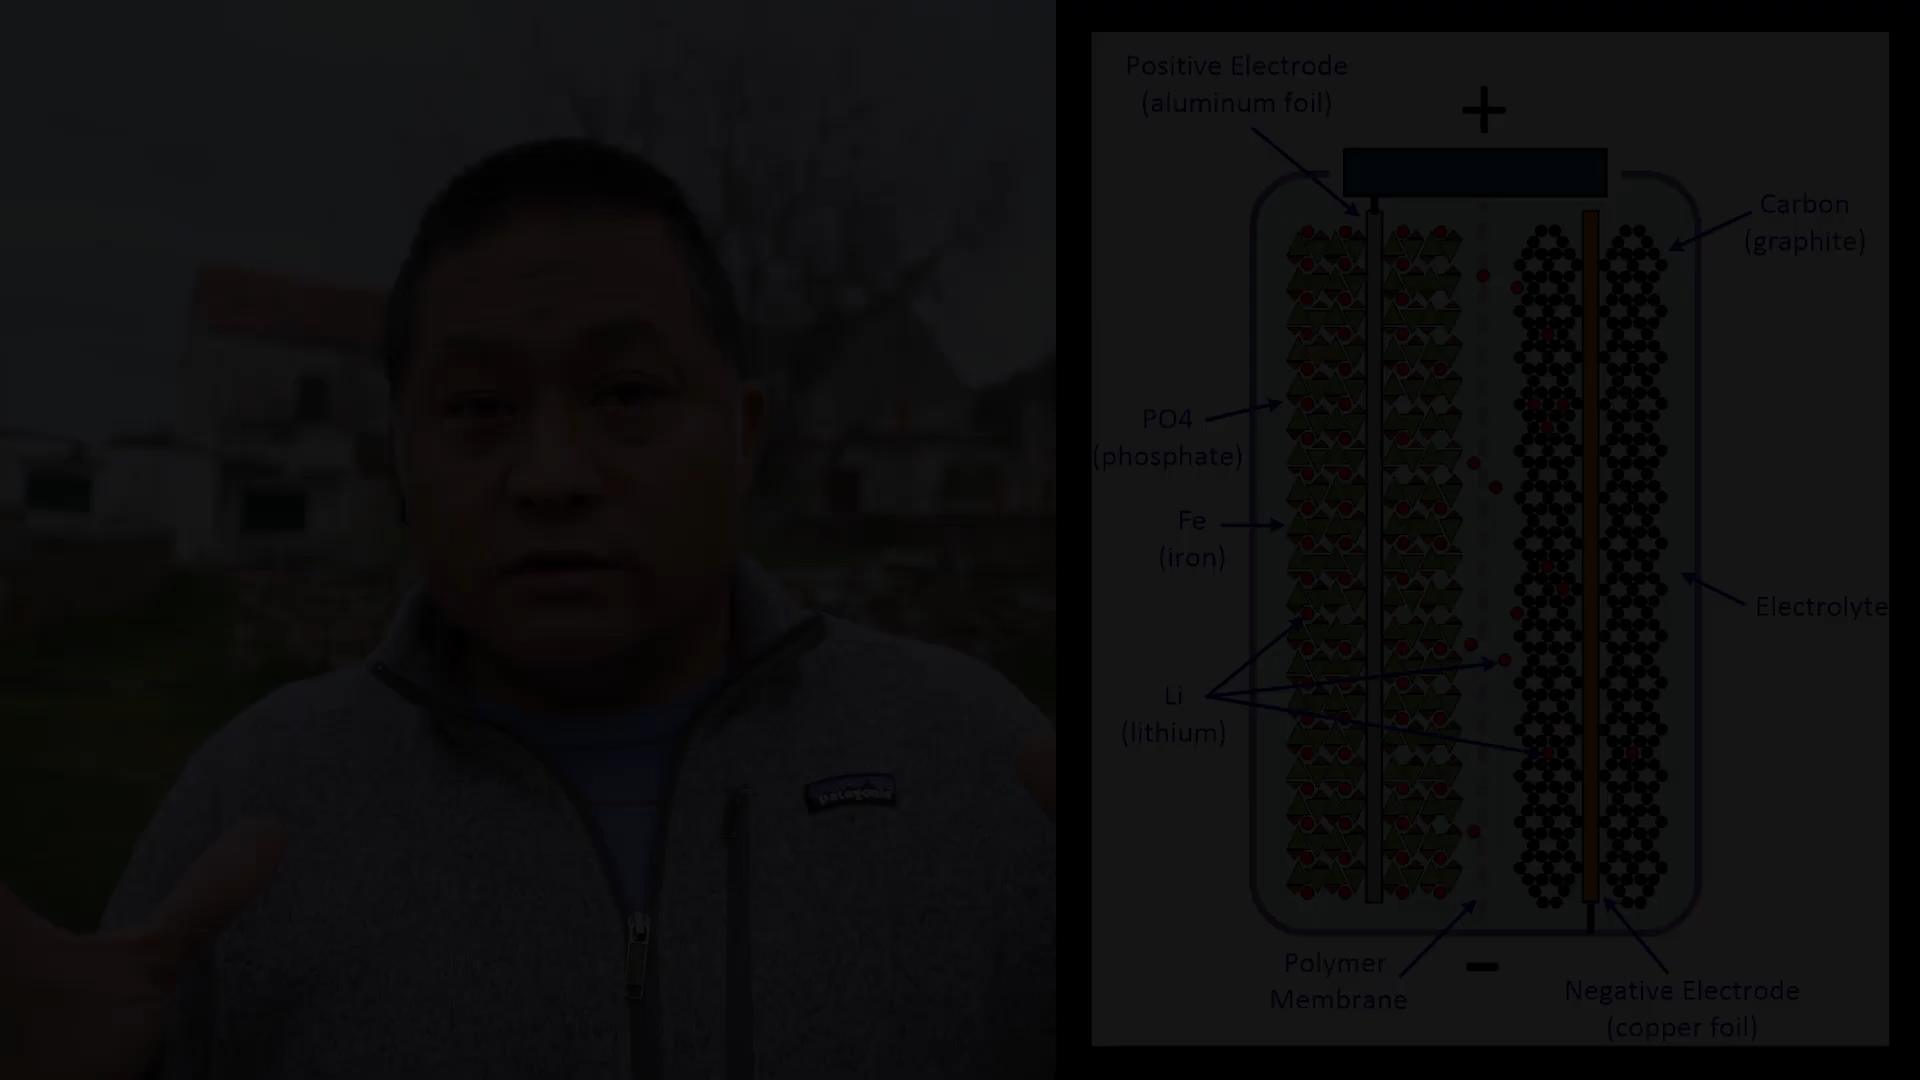 Positive Electrode
(aluminum foil)
+
Carbon
(graphite)
PO4
(phosphate)
Fe
(iron)
Electrolyte
Li
(lithium)
patagonia
Polymer
Membrane
−
Negative Electrode
(copper foil)